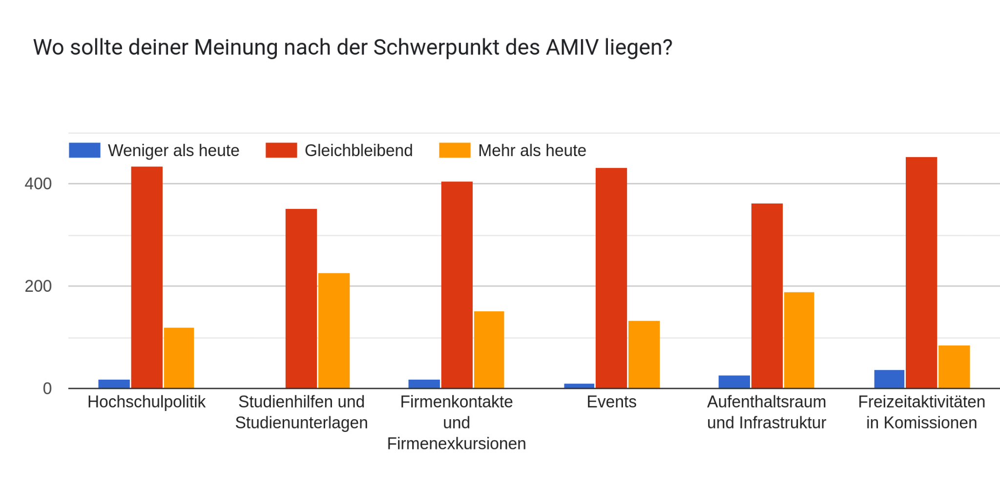 Wo sollte deiner Meinung nach der Schwerpunkt des AMIV liegen?
Weniger als heute
Gleichbleibend
Mehr als heute
400
200
0
Hochschulpolitik
Studienhilfen und
Studienunterlagen
Firmenkontakte
und
Firmenexkursionen
Events
Aufenthaltsraum
und Infrastruktur
Freizeitaktivitäten
in Komissionen